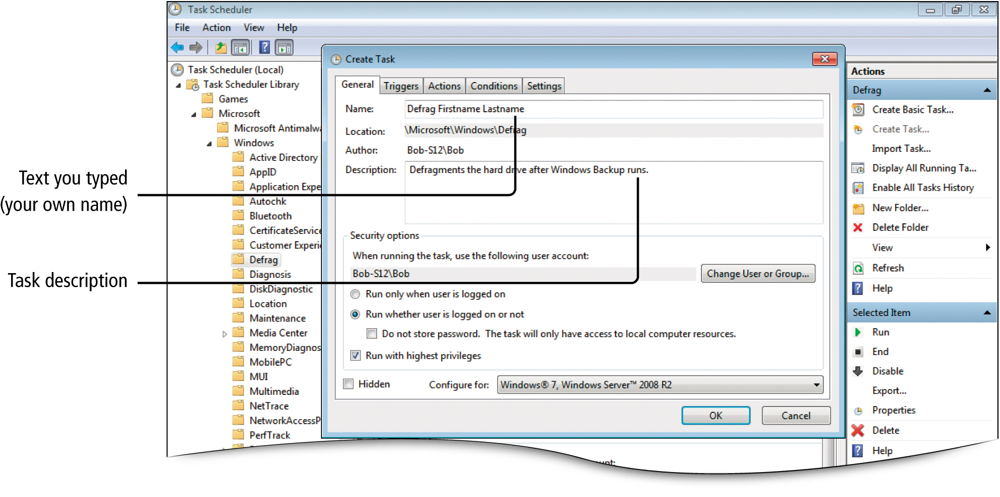 Task Scheduler
File Action View Help
Task Scheduler (Local)
Task Scheduler Library
Games
Microsoft
Microsoft Antimalwa
Windows
Active Directory
AppID
Application Expe
Autochk
Bluetooth
CertificateService
Customer Experi
Defrag
Diagnosis
DiskDiagnostic
Location
Maintenance
Media Center
MemoryDiagnos
MobilePC
MUI
Multimedia
NetTrace
NetworkAccessP
PerfTrack
Text you typed
(your own name)
Task description
Create Task
General Triggers Actions Conditions Settings
Name: Defrag Firstname Lastname
Location: \Microsoft\Windows\Defrag
Author: Bob-S12\Bob
Description: Defragments the hard drive after Windows Backup runs.
Security options
When running the task, use the following user account:
Bob-S12\Bob Change User or Group...
Run only when user is logged on
Run whether user is logged on or not
Do not store password. The task will only have access to local computer resources.
Run with highest privileges
Hidden Configure for: Windows® 7, Windows Server™ 2008 R2
OK Cancel
Actions
Defrag
Create Basic Task...
Create Task...
Import Task...
Display All Running Ta...
Enable All Tasks History
New Folder...
Delete Folder
View
Refresh
Help
Selected Item
Run
End
Disable
Export...
Properties
Delete
Help